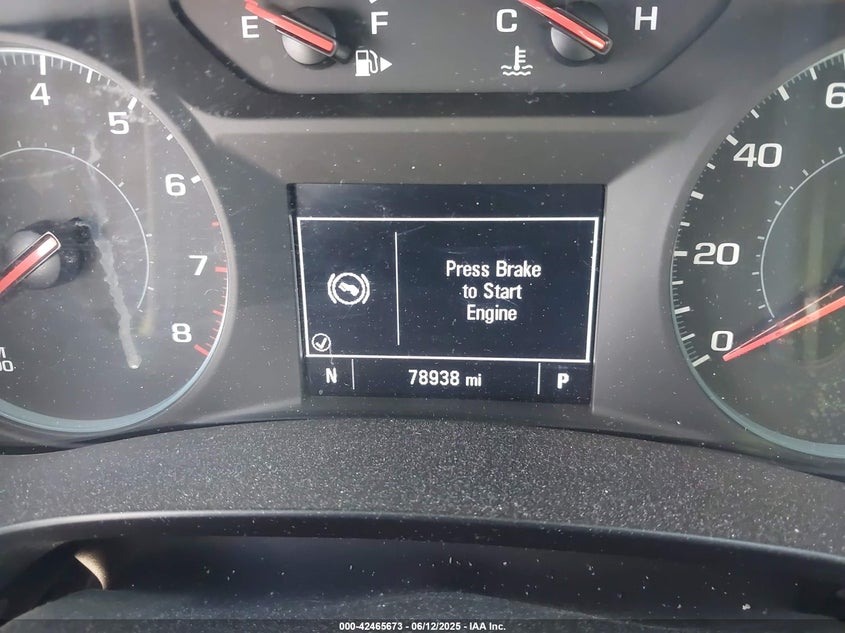 E F C H
4 5 6 7 8
60 40 20 0
Press Brake
to Start
Engine
N 78938 mi P
000-42465673 - 06/12/2025 - IAA Inc.